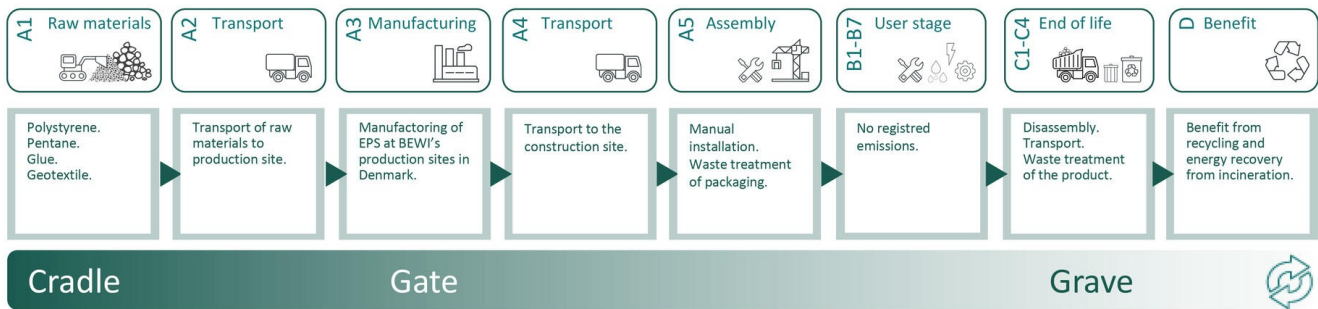 A1 Raw materials
A2 Transport
A3 Manufacturing
A4 Transport
A5 Assembly
B1-B7 User stage
C1-C4 End of life
D Benefit
Polystyrene.
Pentane.
Glue.
Geotextile.
Transport of raw
materials to
production site.
Manufactoring of
EPS at BEWI's
production sites in
Denmark.
Transport to the
construction site.
Manual
installation.
Waste treatment
of packaging.
No registred
emissions.
Disassembly.
Transport.
Waste treatment
of the product.
Benefit from
recycling and
energy recovery
from incineration.
Cradle
Gate
Grave